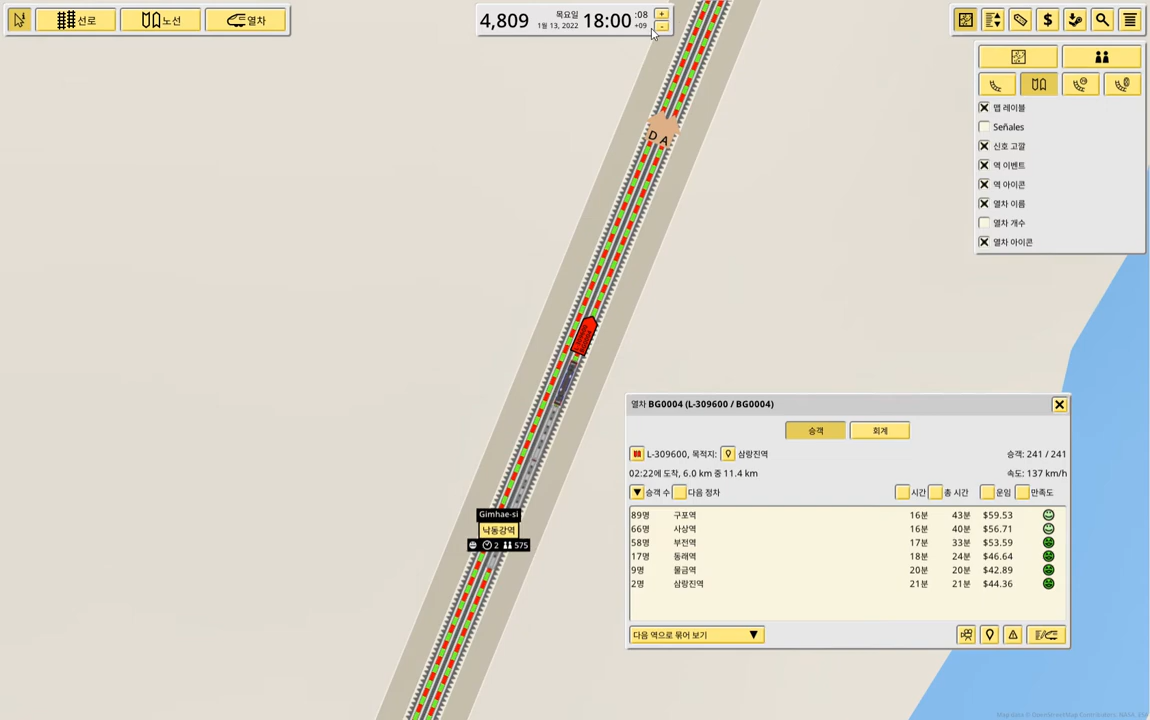 선로
노선
열차
4,809
목요일
1월 13, 2022
18:00
:08
+09
+
-
$
맵 레이블
Señales
신호 고깔
역 이벤트
역 아이콘
열차 이름
열차 개수
열차 아이콘
D A
L-309600
BG0004
Gimhae-si
낙동강역
2 575
열차 BG0004 (L-309600 / BG0004)
승객
회계
L-309600, 목적지: 삼랑진역
승객: 241 / 241
02:22에 도착, 6.0 km 중 11.4 km
속도: 137 km/h
승객 수 다음 정차 시간 총 시간 운임 만족도
89명 구포역 16분 43분 $59.53
66명 사상역 16분 40분 $56.71
58명 부전역 17분 33분 $53.59
17명 동래역 18분 24분 $46.64
9명 물금역 20분 20분 $42.89
2명 삼랑진역 21분 21분 $44.36
다음 역으로 묶어 보기
Map data © OpenStreetMap Contributors, NASA, ESA